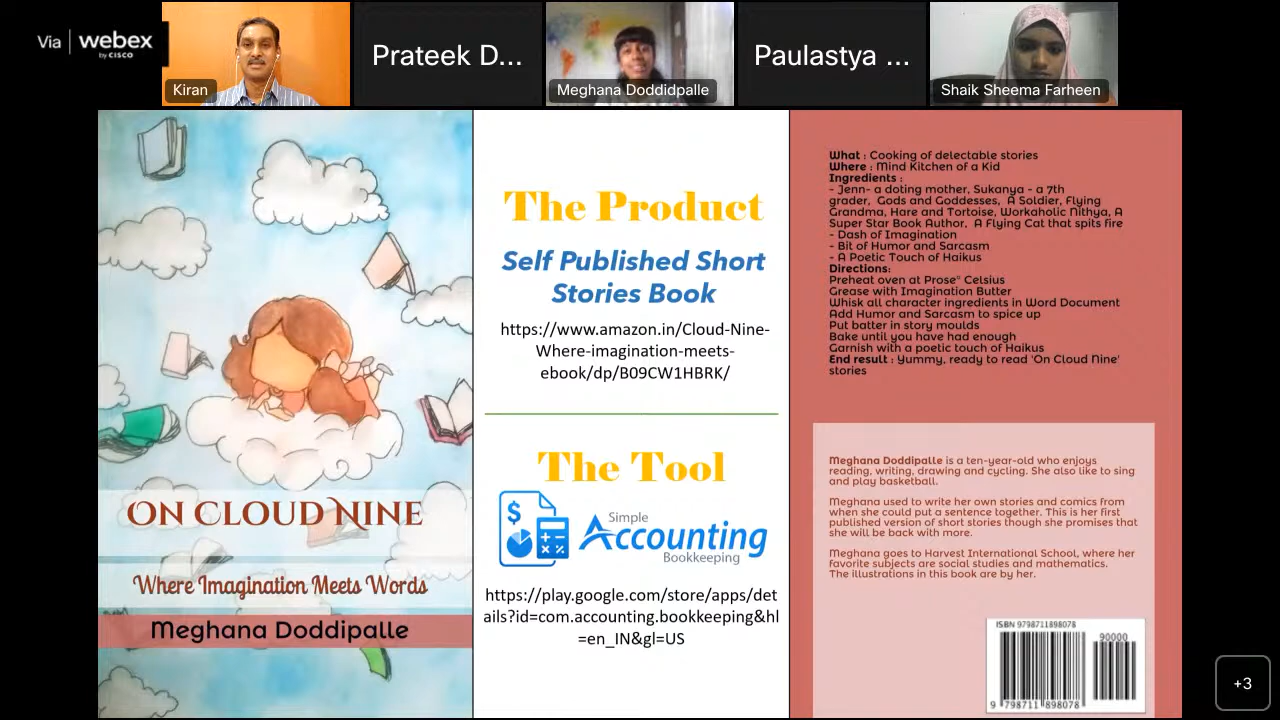 Via | webex
by CISCO
Kiran
Prateek D...
Meghana Doddidpalle
Paulastya ...
Shaik Sheema Farheen
ON CLOUD NINE
Where Imagination Meets Words
Meghana Doddipalle
The Product
Self Published Short
Stories Book
https://www.amazon.in/Cloud-Nine-
Where-imagination-meets-
ebook/dp/B09CW1HBRK/
The Tool
$
Simple
Accounting
Bookkeeping
https://play.google.com/store/apps/det
ails?id=com.accounting.bookkeeping&hl
=en_IN&gl=US
What : Cooking of delectable stories
Where : Mind Kitchen of a Kid
Ingredients :
- Jenn- a doting mother, Sukanya - a 7th
grader, Gods and Goddesses, A Soldier, Flying
Grandma, Hare and Tortoise, Workaholic Nithya, A
Super Star Book Author, A Flying Cat that spits fire
- Dash of Imagination
- Bit of Humor and Sarcasm
- A Poetic Touch of Haikus
Directions:
Preheat oven at Prose° Celsius
Grease with Imagination Butter
Whisk all character ingredients in Word Document
Add Humor and Sarcasm to spice up
Put batter in story moulds
Bake until you have had enough
Garnish with a poetic touch of Haikus
End result : Yummy, ready to read 'On Cloud Nine'
stories
Meghana Doddipalle is a ten-year-old who enjoys
reading, writing, drawing and cycling. She also like to sing
and play basketball.
Meghana used to write her own stories and comics from
when she could put a sentence together. This is her first
published version of short stories though she promises that
she will be back with more.
Meghana goes to Harvest International School, where her
favorite subjects are social studies and mathematics.
The illustrations in this book are by her.
ISBN 9798711898078
90000
9 798711 898078
+3